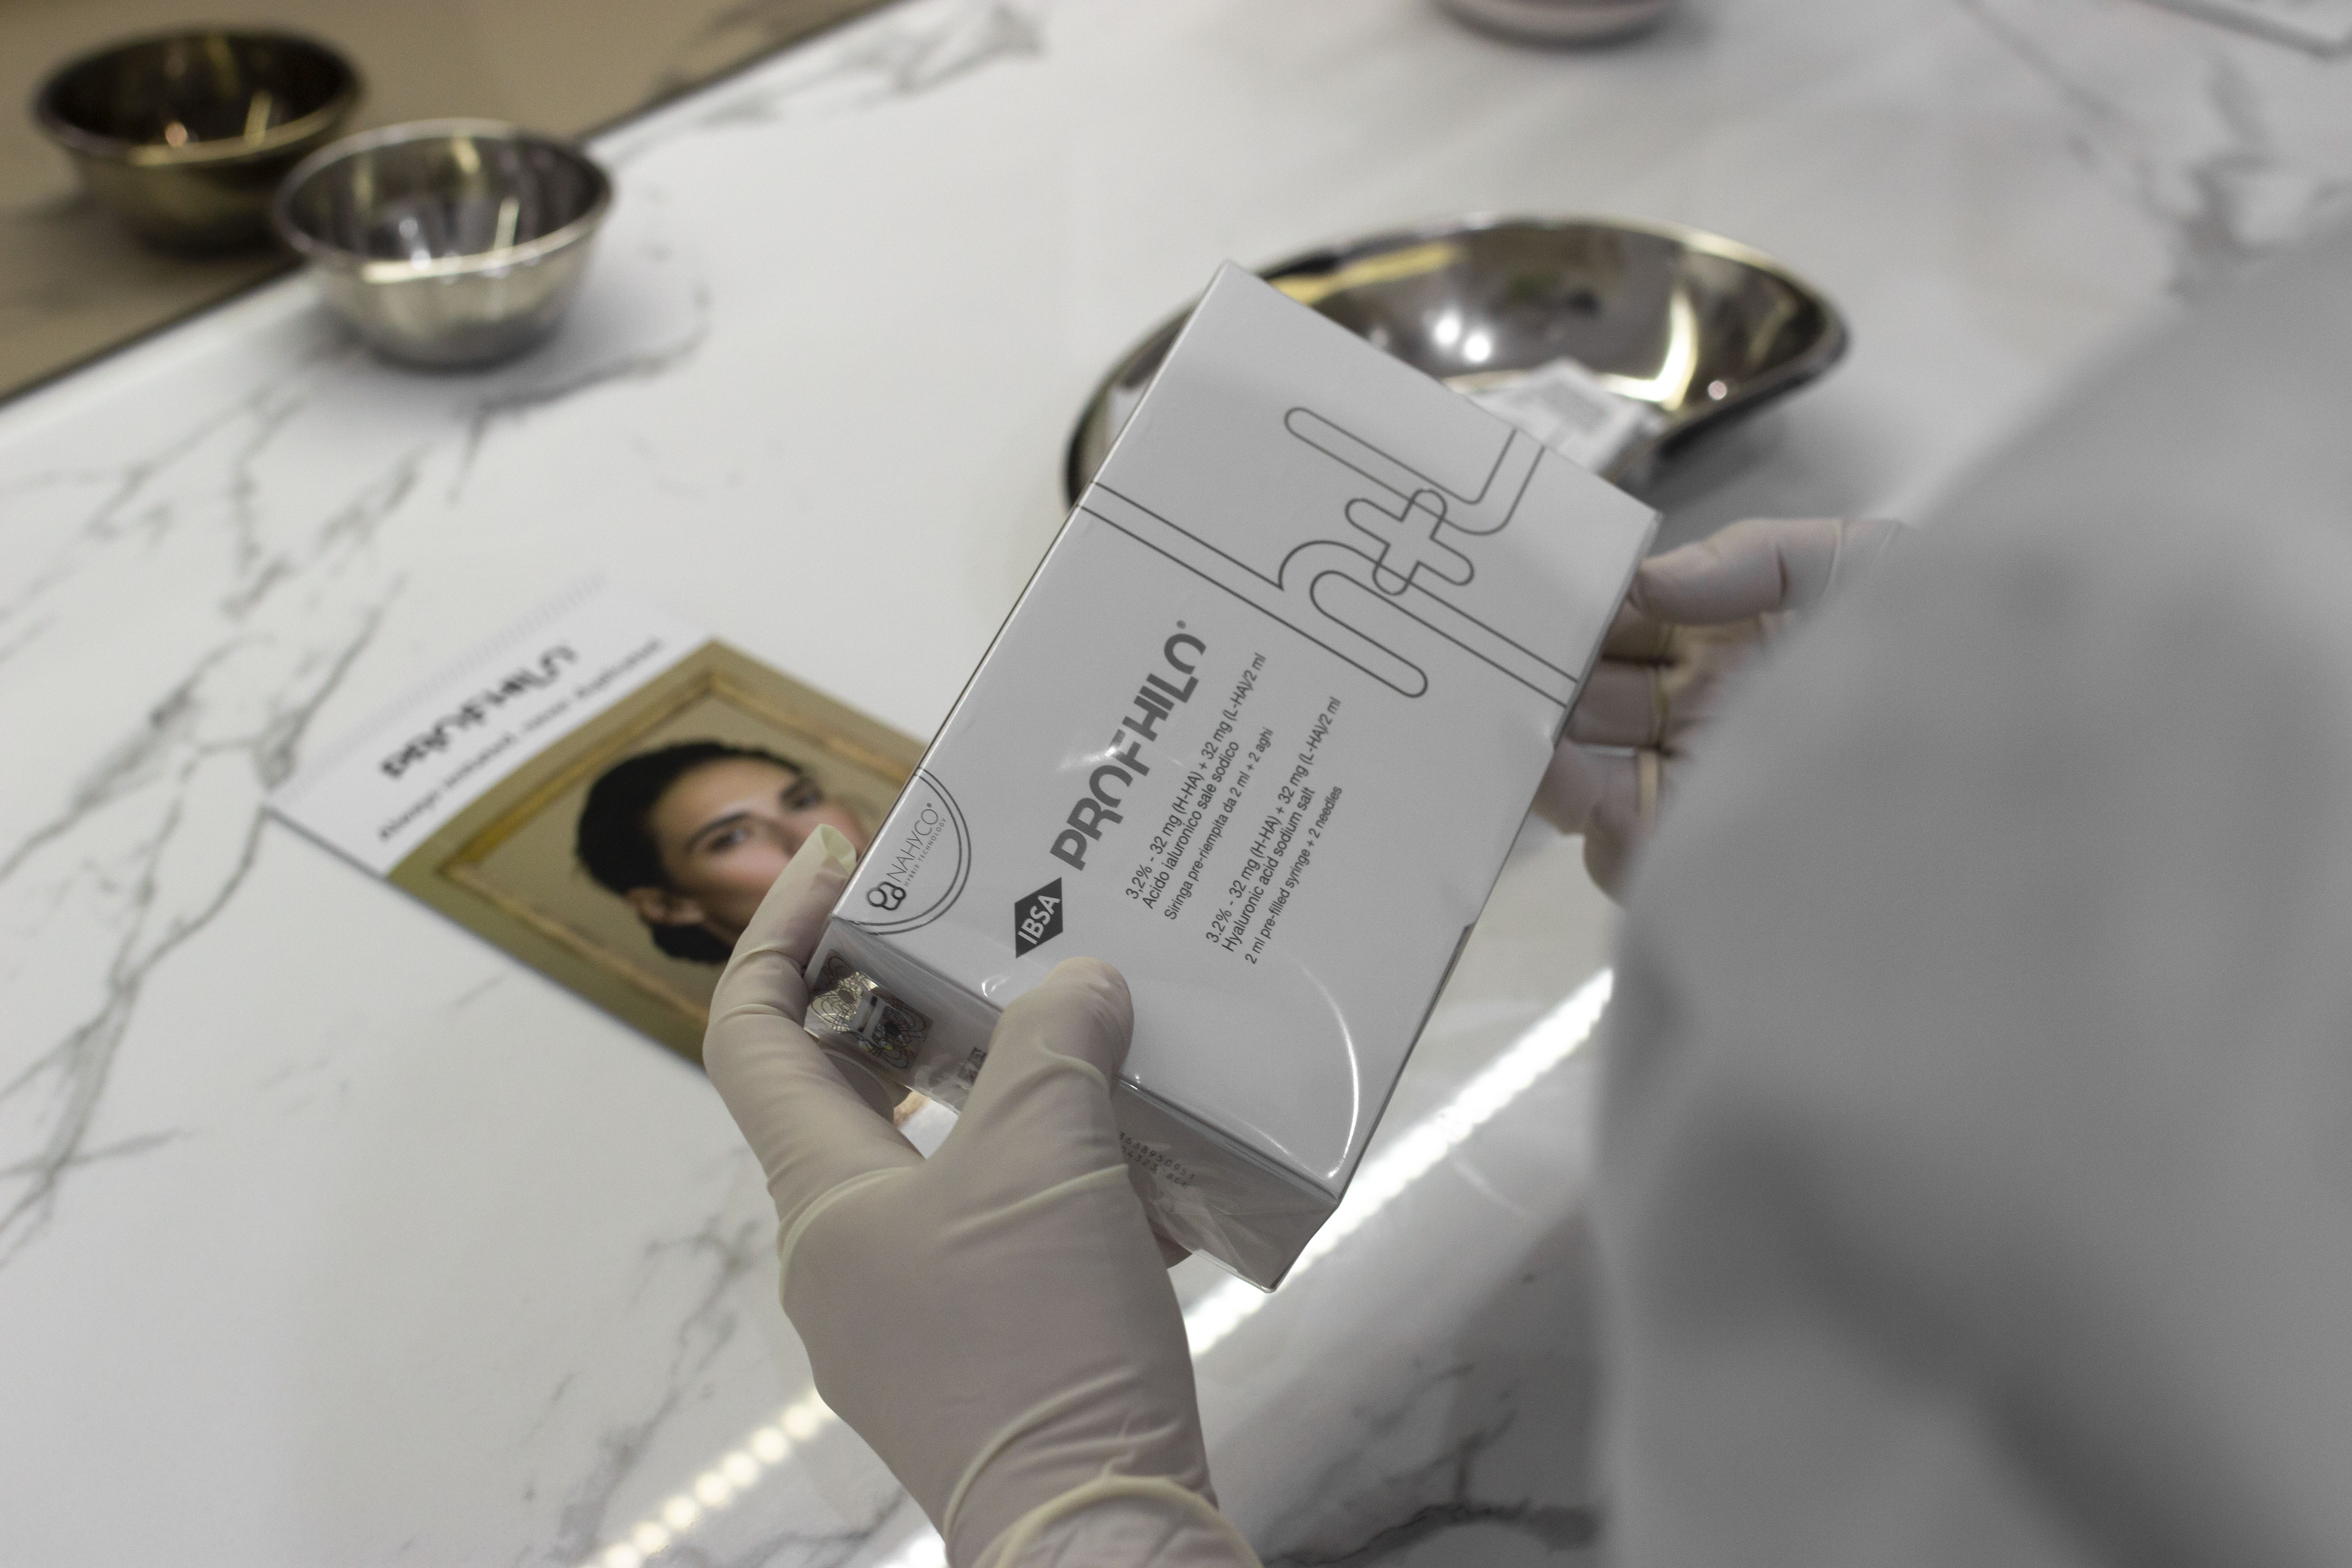 PROFHILO®
3,2% - 32 mg (H-HA) + 32 mg (L-HA)/2 ml
Acido ialuronico sale sodico
Siringa pre-riempita da 2 ml + 2 aghi
3.2% - 32 mg (H-HA) + 32 mg (L-HA)/2 ml
Hyaluronic acid sodium salt
2 ml pre-filled syringe + 2 needles
IBSA
NAHYCO®
HYBRID TECHNOLOGY
PROFHILO